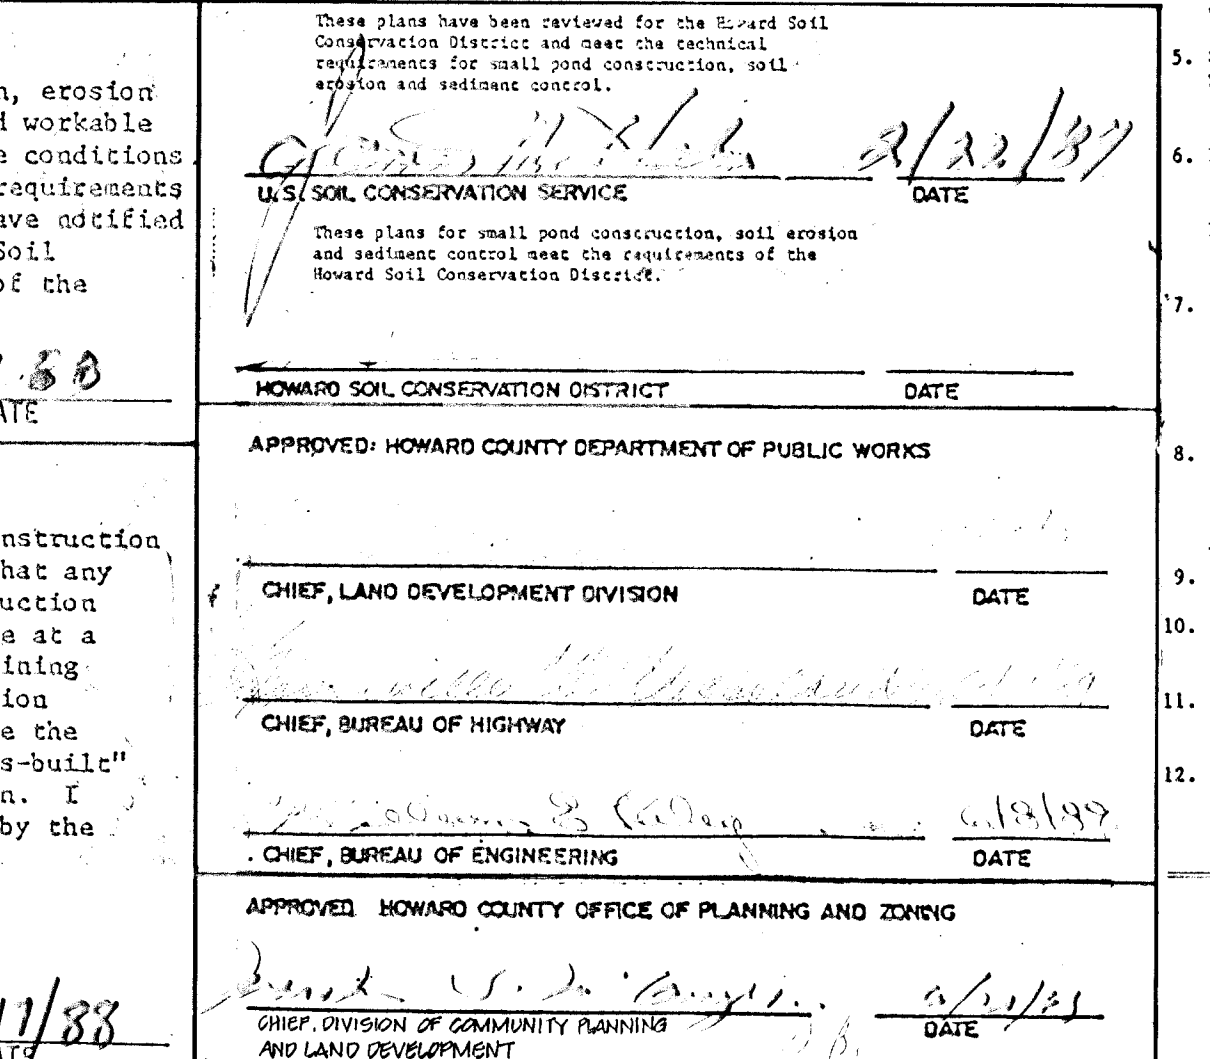 n, erosion
d workable
e conditions
requirements
ave notified
Soil
of the
ATE
nstruction
hat any
uction
e at a
ining
ion
e the
s-built"
n. I
by the
17/88
These plans have been reviewed for the Howard Soil
Conservation District and meet the technical
requirements for small pond construction, soil
erosion and sediment control.
2/22/89
U.S. SOIL CONSERVATION SERVICE DATE
These plans for small pond construction, soil erosion
and sediment control meet the requirements of the
Howard Soil Conservation District.
HOWARD SOIL CONSERVATION DISTRICT DATE
APPROVED: HOWARD COUNTY DEPARTMENT OF PUBLIC WORKS
CHIEF, LAND DEVELOPMENT DIVISION DATE
CHIEF, BUREAU OF HIGHWAY DATE
6/8/89
CHIEF, BUREAU OF ENGINEERING DATE
APPROVED HOWARD COUNTY OFFICE OF PLANNING AND ZONING
CHIEF, DIVISION OF COMMUNITY PLANNING DATE
AND LAND DEVELOPMENT
5.
6.
7.
8.
9.
10.
11.
12.